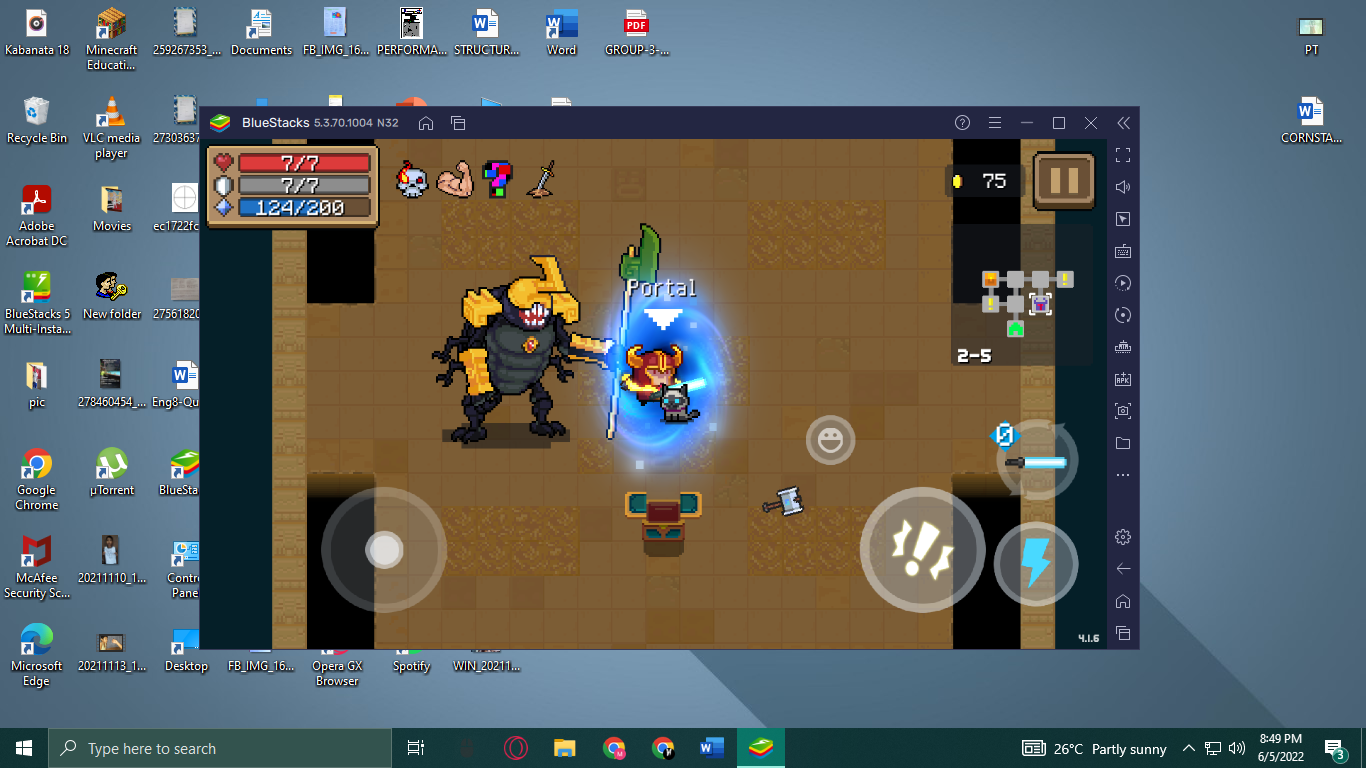 Kabanata 18
Minecraft
Educati...
259267353_...
Documents
FB_IMG_16...
PERFORMA...
STRUCTUR...
Word
GROUP-3-...
PT
Recycle Bin
VLC media
player
27303637
CORNSTA...
Adobe
Acrobat DC
Movies
ec1722fc
BlueStacks 5
Multi-Insta...
New folder
27561820
pic
278460454_...
Eng8-Qu
Google
Chrome
µTorrent
BlueSta
McAfee
Security Sc...
20211110_1...
Contr
Pane
Microsoft
Edge
20211113_1...
Desktop
FB_IMG_16...
Opera GX
Browser
Spotify
WIN_20211...
BlueStacks 5.3.70.1004 N32
7/7
7/7
124/200
75
Portal
2-5
0
4.1.6
Type here to search
26°C Partly sunny
8:49 PM
6/5/2022
3